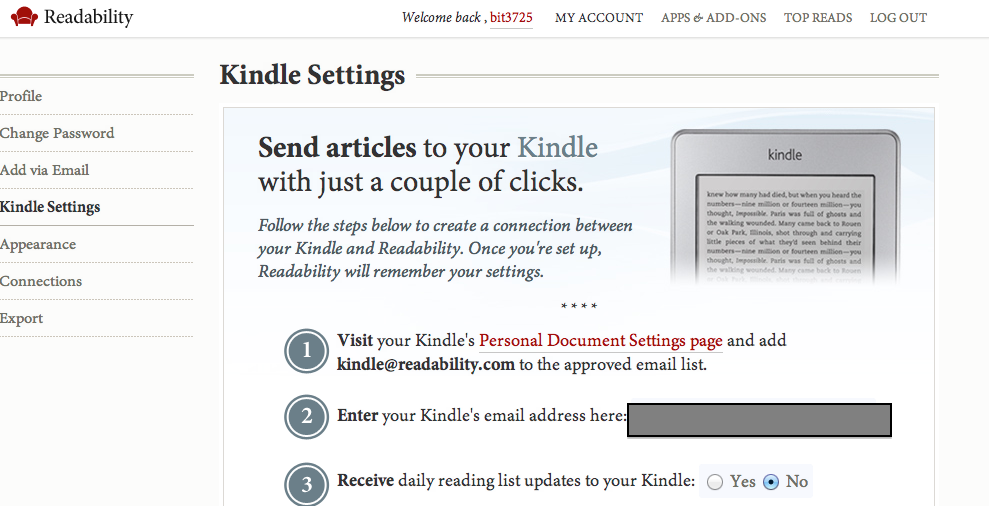 Readability
Welcome back , bit3725 MY ACCOUNT APPS & ADD-ONS TOP READS LOG OUT
Profile
Change Password
Add via Email
Kindle Settings
Appearance
Connections
Export
Kindle Settings
Send articles to your Kindle
with just a couple of clicks.
Follow the steps below to create a connection between
your Kindle and Readability. Once you're set up,
Readability will remember your settings.
kindle
knew how many had died, but when you heard the
numbers—nine million or fourteen million—you
thought, Impossible. Paris was full of ghosts and
the walking wounded. Many came back to Rouen
or Oak Park, Illinois, shot through and carrying
little pieces of what they'd seen behind their
numbers—nine million or fourteen million—you
thought, Impossible. Paris was full of ghosts and
the walking wounded. Many came back to Rouen
* * * *
1 Visit your Kindle's Personal Document Settings page and add
kindle@readability.com to the approved email list.
2 Enter your Kindle's email address here:
3 Receive daily reading list updates to your Kindle: Yes No